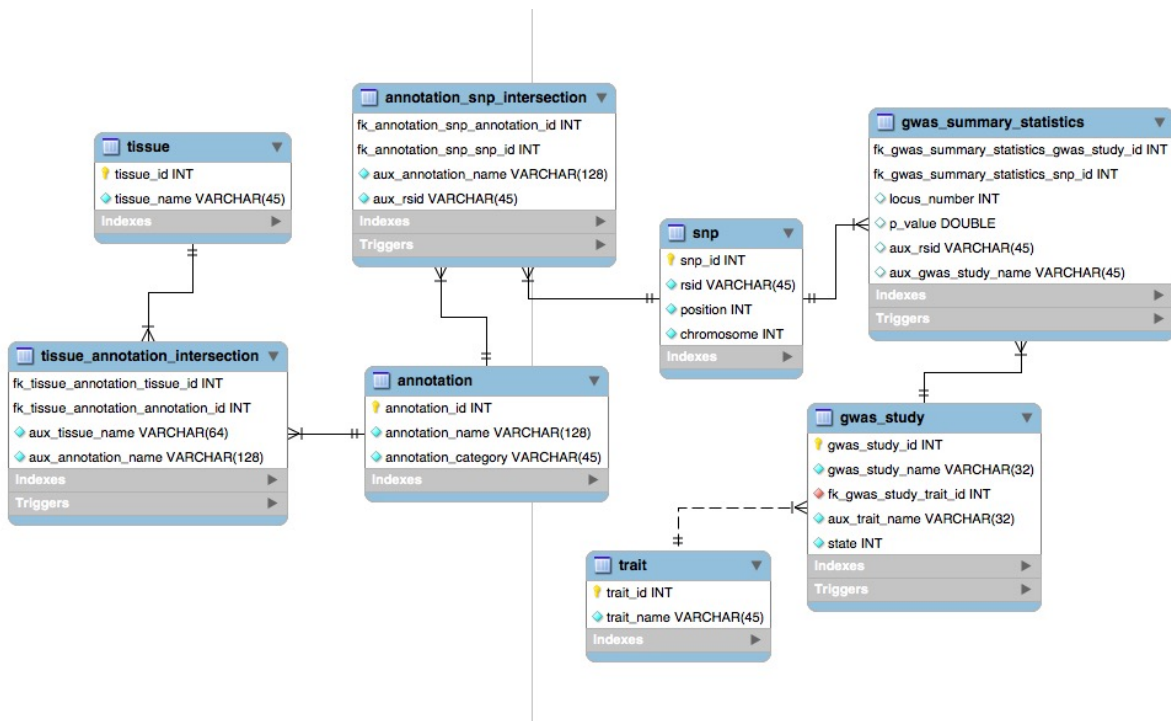 annotation_snp_intersection
fk_annotation_snp_annotation_id INT
fk_annotation_snp_snp_id INT
aux_annotation_name VARCHAR(128)
aux_rsid VARCHAR(45)
Indexes
Triggers
gwas_summary_statistics
fk_gwas_summary_statistics_gwas_study_id INT
fk_gwas_summary_statistics_snp_id INT
locus_number INT
p_value DOUBLE
aux_rsid VARCHAR(45)
aux_gwas_study_name VARCHAR(45)
Indexes
Triggers
tissue
tissue_id INT
tissue_name VARCHAR(45)
Indexes
snp
snp_id INT
rsid VARCHAR(45)
position INT
chromosome INT
Indexes
tissue_annotation_intersection
fk_tissue_annotation_tissue_id INT
fk_tissue_annotation_annotation_id INT
aux_tissue_name VARCHAR(64)
aux_annotation_name VARCHAR(128)
Indexes
Triggers
annotation
annotation_id INT
annotation_name VARCHAR(128)
annotation_category VARCHAR(45)
Indexes
gwas_study
gwas_study_id INT
gwas_study_name VARCHAR(32)
fk_gwas_study_trait_id INT
aux_trait_name VARCHAR(32)
state INT
Indexes
Triggers
trait
trait_id INT
trait_name VARCHAR(45)
Indexes